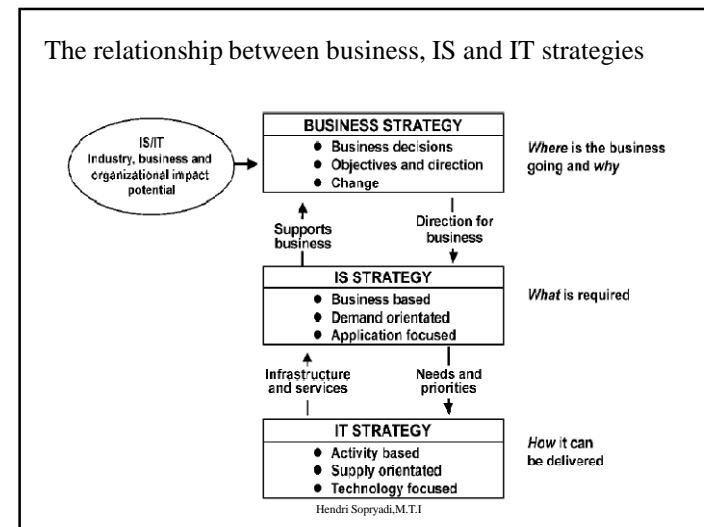 The relationship between business, IS and IT strategies
IS/IT
Industry, business and
organizational impact
potential
BUSINESS STRATEGY
● Business decisions
● Objectives and direction
● Change
Where is the business
going and why
Supports
business
Direction for
business
IS STRATEGY
● Business based
● Demand orientated
● Application focused
What is required
Infrastructure
and services
Needs and
priorities
IT STRATEGY
● Activity based
● Supply orientated
● Technology focused
How it can
be delivered
Hendri Sopryadi,M.T.I